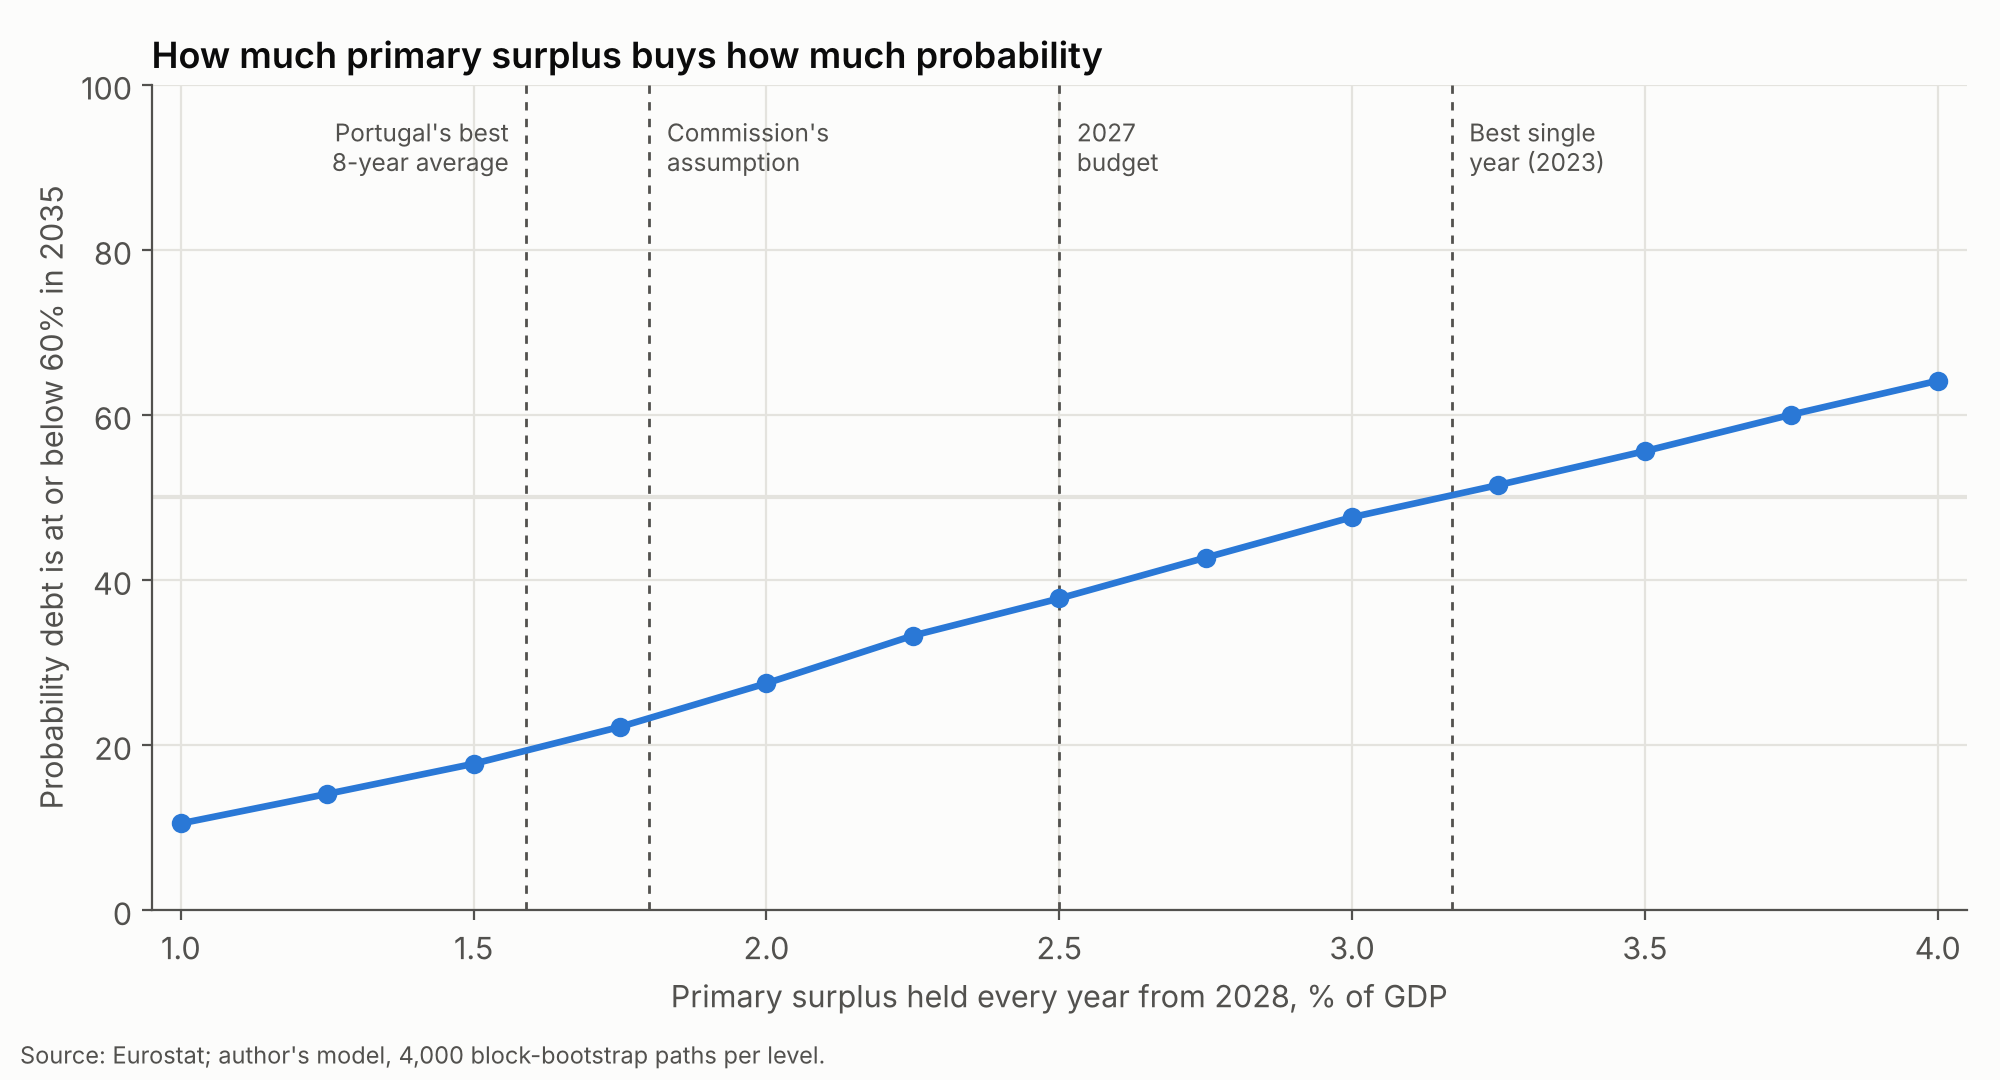 How much primary surplus buys how much probability
Probability debt is at or below 60% in 2035
100
80
60
40
20
0
Portugal's best
8-year average
Commission's
assumption
2027
budget
Best single
year (2023)
1.0 1.5 2.0 2.5 3.0 3.5 4.0
Primary surplus held every year from 2028, % of GDP
Source: Eurostat; author's model, 4,000 block-bootstrap paths per level.